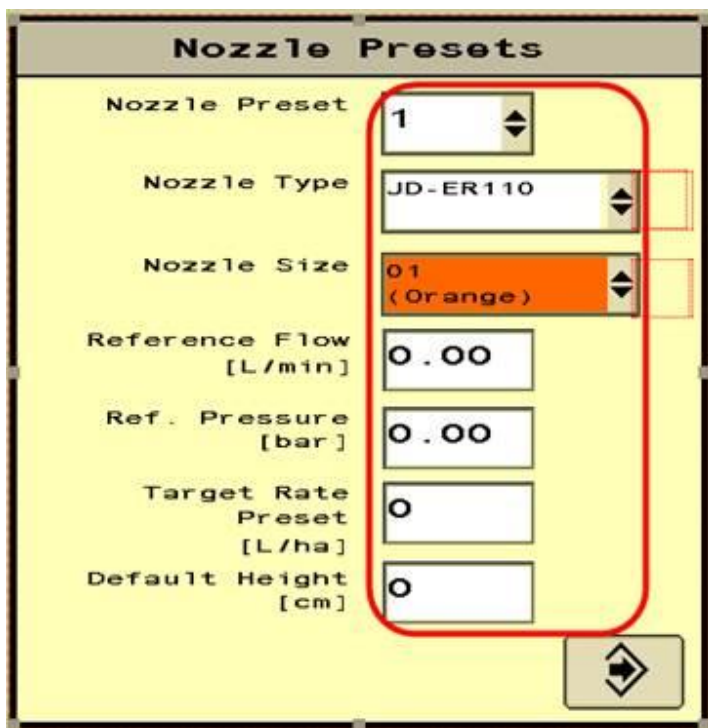 Nozzle Presets
Nozzle Preset 1
Nozzle Type JD-ER110
Nozzle Size 01
(Orange)
Reference Flow
[L/min] 0.00
Ref. Pressure
[bar] 0.00
Target Rate
Preset 0
[L/ha]
Default Height
[cm] 0